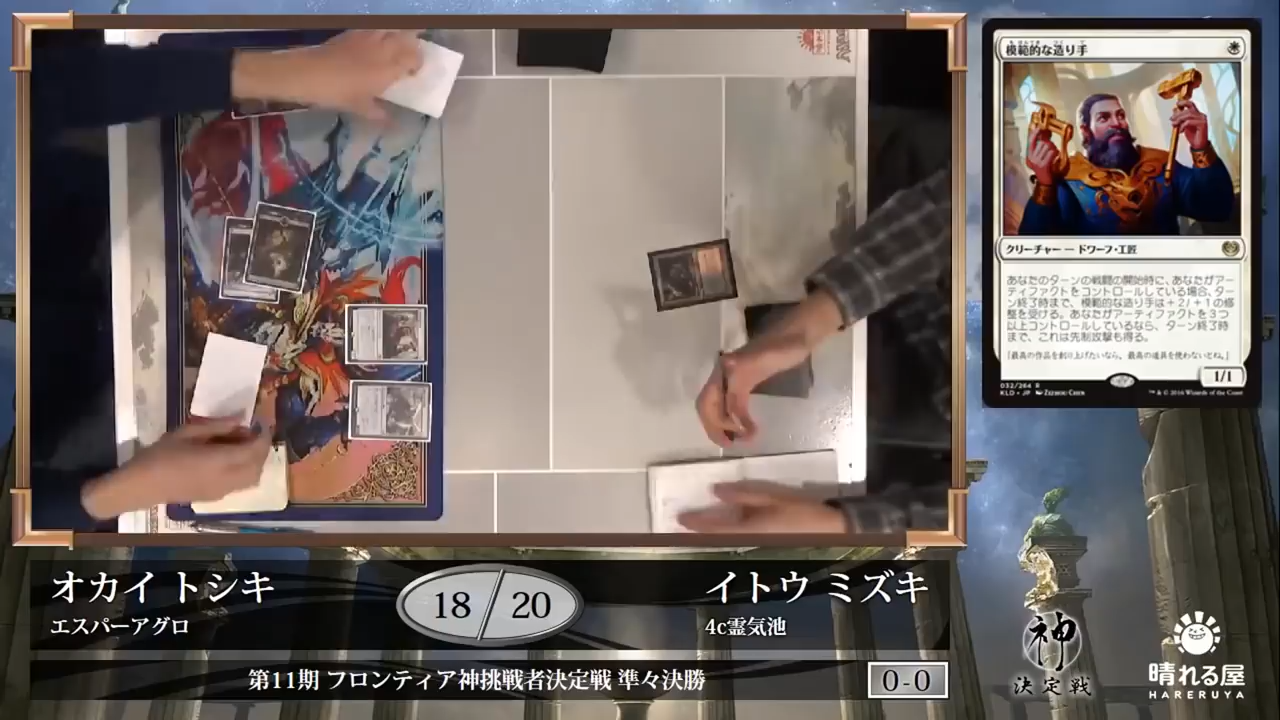 模範的な造り手
クリーチャー — ドワーフ・工匠
あなたのターンの戦闘の開始時に、あなたがアー
ティファクトをコントロールしている場合、ター
ン終了時まで、模範的な造り手は＋２/＋１の修
整を受ける。あなたがアーティファクトを３つ
以上コントロールしているなら、ターン終了時
まで、これは先制攻撃も得る。
「最高の作品を創り上げたいなら、最高の道具を使わないとね。」
1/1
032/264 R
KLD • JP
™ & © 2016 Wizards of the Coast
オカイ トシキ
エスパーアグロ
18 / 20
イトウ ミズキ
4c霊気池
第11期 フロンティア神挑戦者決定戦 準々決勝
0-0
神
決定戦
晴れる屋
HARERUYA